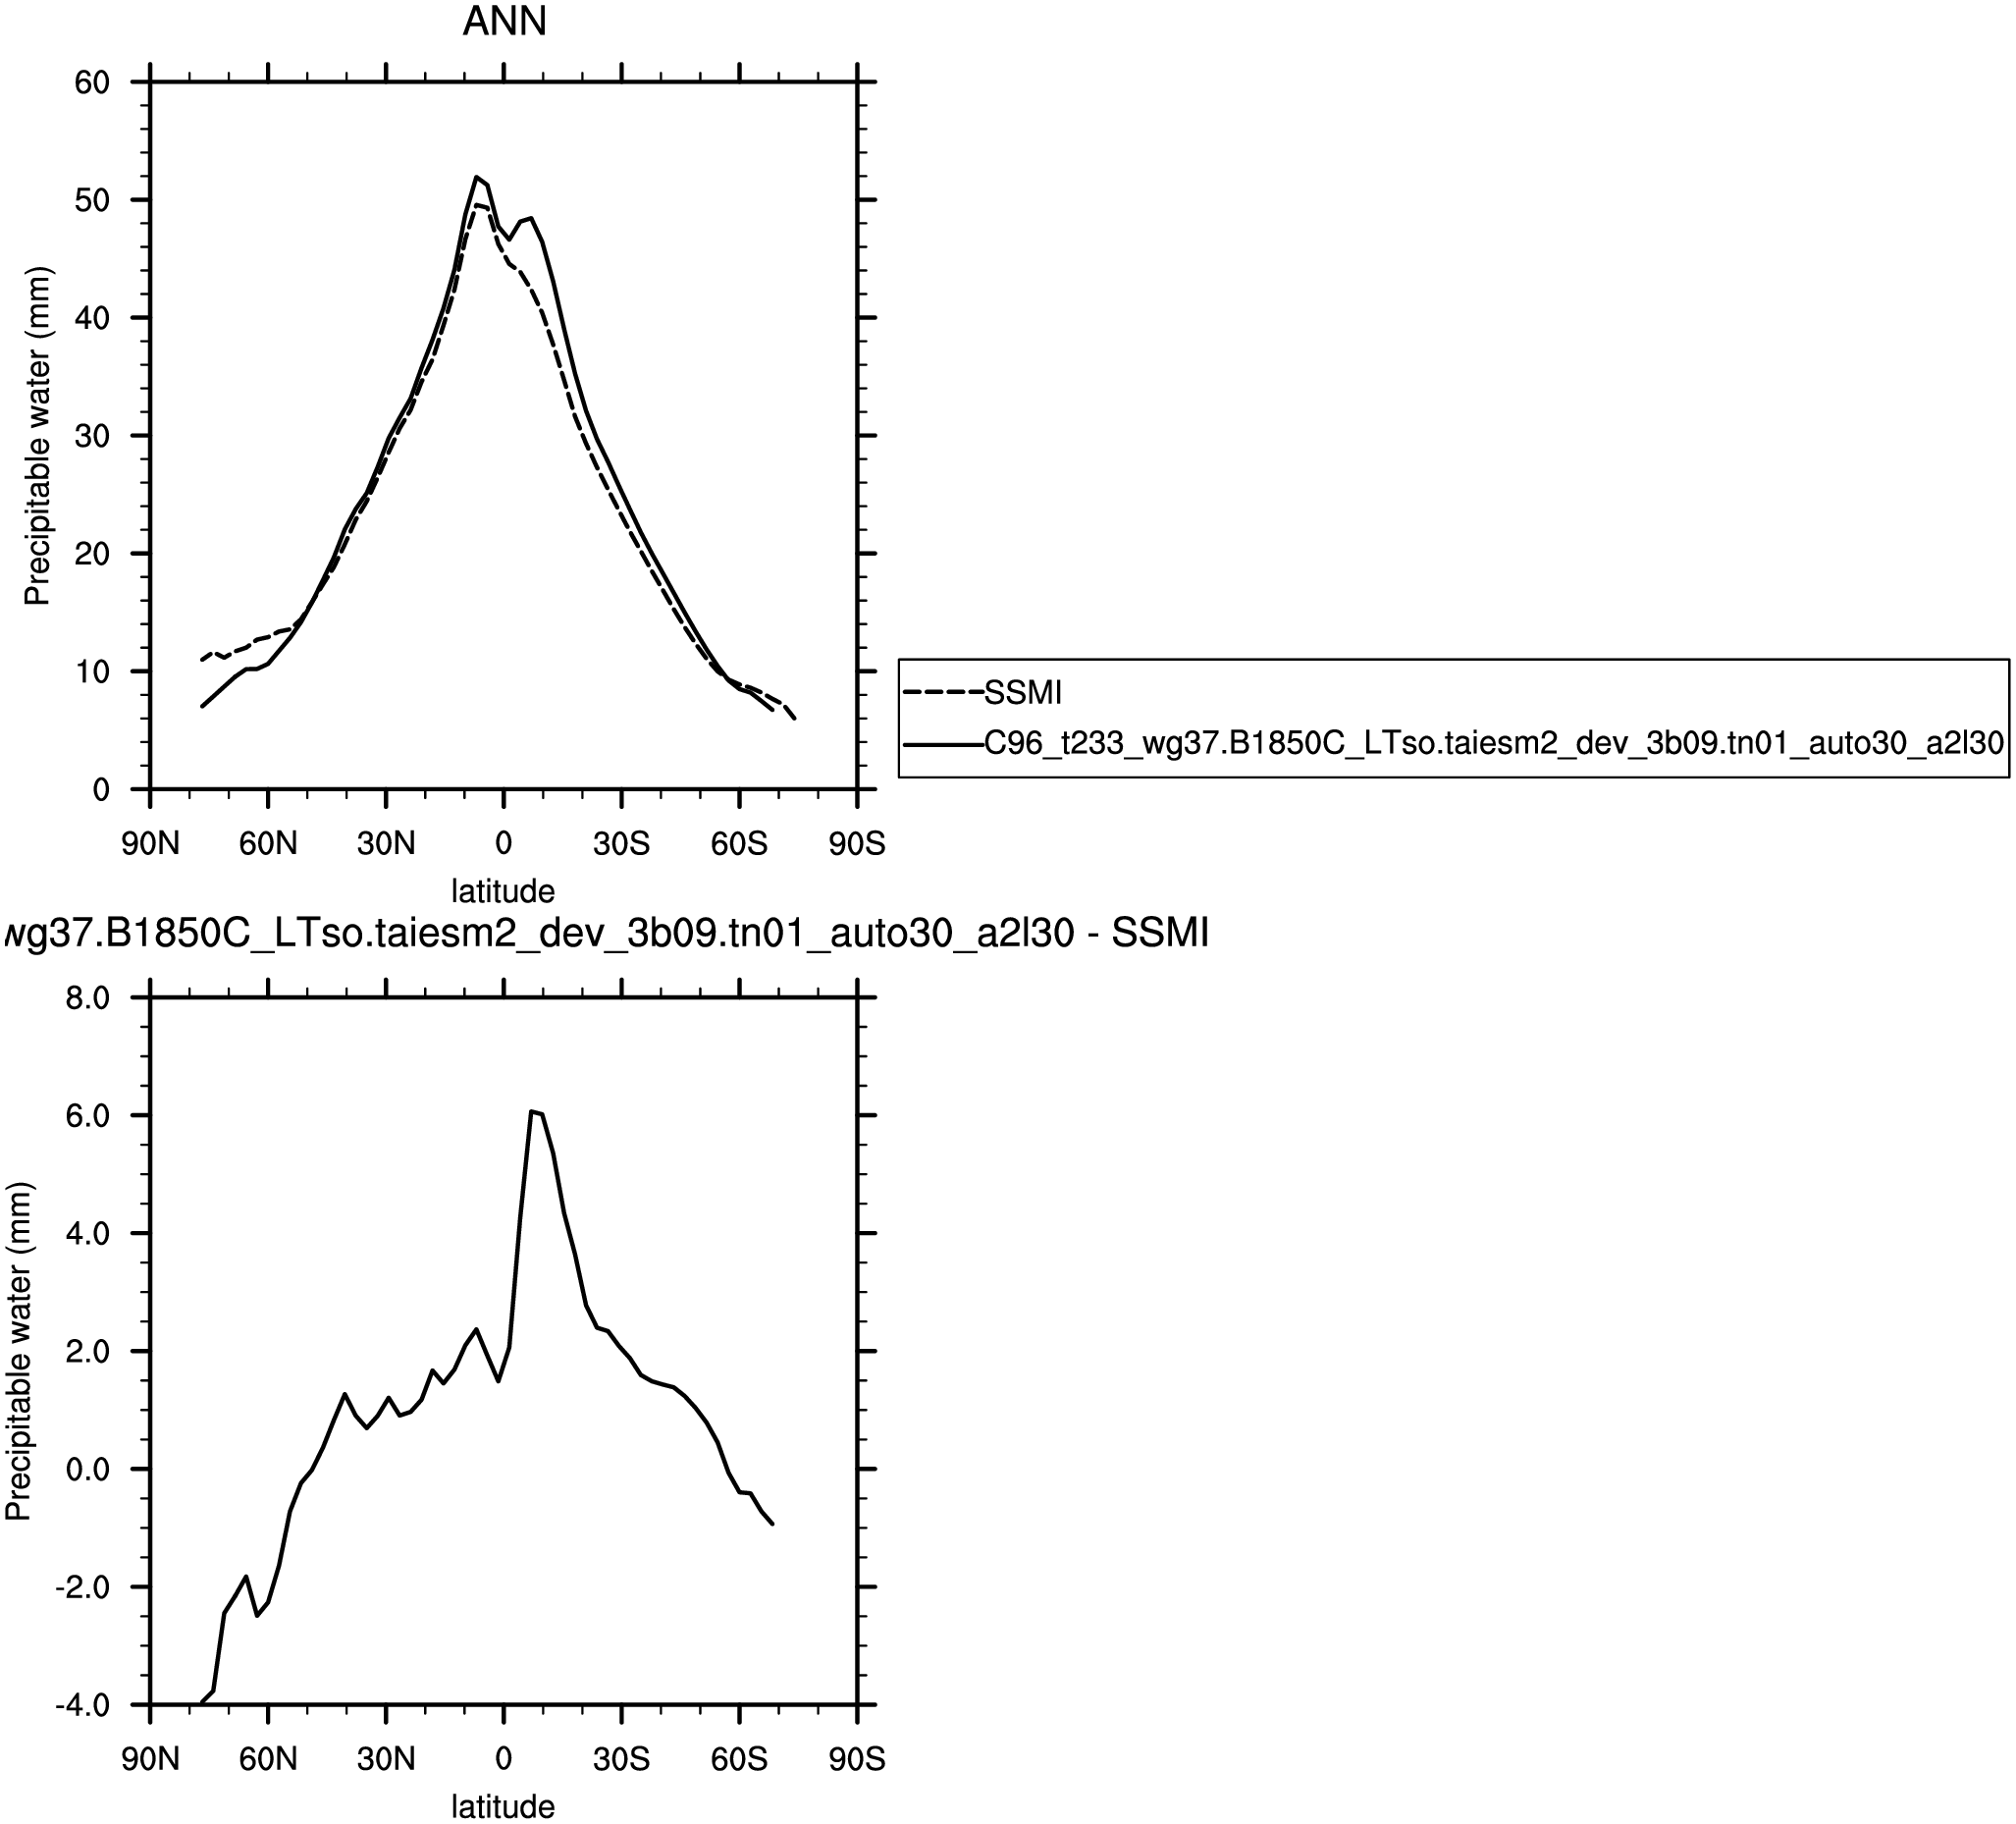 ANN
60
50
40
30
20
10
0
Precipitable water (mm)
90N 60N 30N 0 30S 60S 90S
latitude
SSMI
C96_t233_wg37.B1850C_LTso.taiesm2_dev_3b09.tn01_auto30_a2l30
wg37.B1850C_LTso.taiesm2_dev_3b09.tn01_auto30_a2l30 - SSMI
8.0
6.0
4.0
2.0
0.0
-2.0
-4.0
Precipitable water (mm)
90N 60N 30N 0 30S 60S 90S
latitude